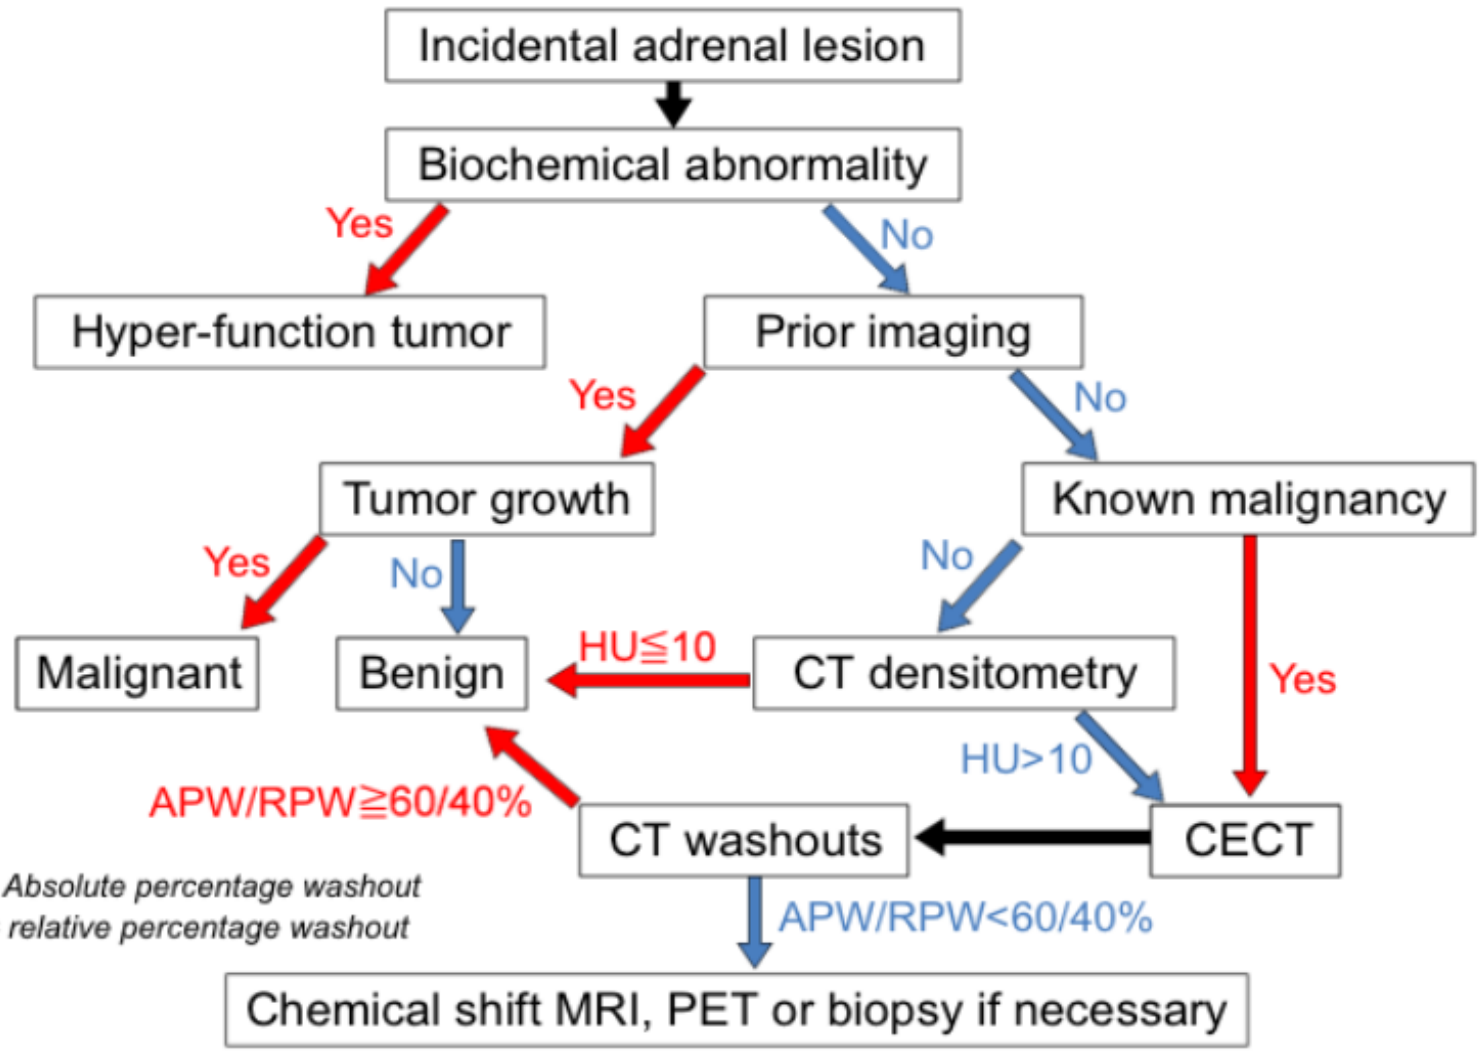 Incidental adrenal lesion
Biochemical abnormality
Yes
No
Hyper-function tumor
Prior imaging
Yes
No
Tumor growth
Known malignancy
Yes
No
No
Malignant
Benign
HU≦10
CT densitometry
Yes
HU>10
APW/RPW≧60/40%
CT washouts
CECT
Absolute percentage washout
relative percentage washout
APW/RPW<60/40%
Chemical shift MRI, PET or biopsy if necessary